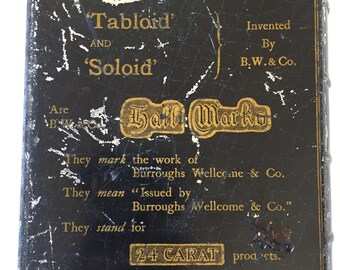 'Tabloid'
AND
'Soloid'
Invented
By
B.W. & Co.
Are
B.W. & Co.
Hall Marks
They mark the work of
Burroughs Wellcome & Co.
They mean "Issued by
Burroughs Wellcome & Co."
They stand for
24 CARAT products.